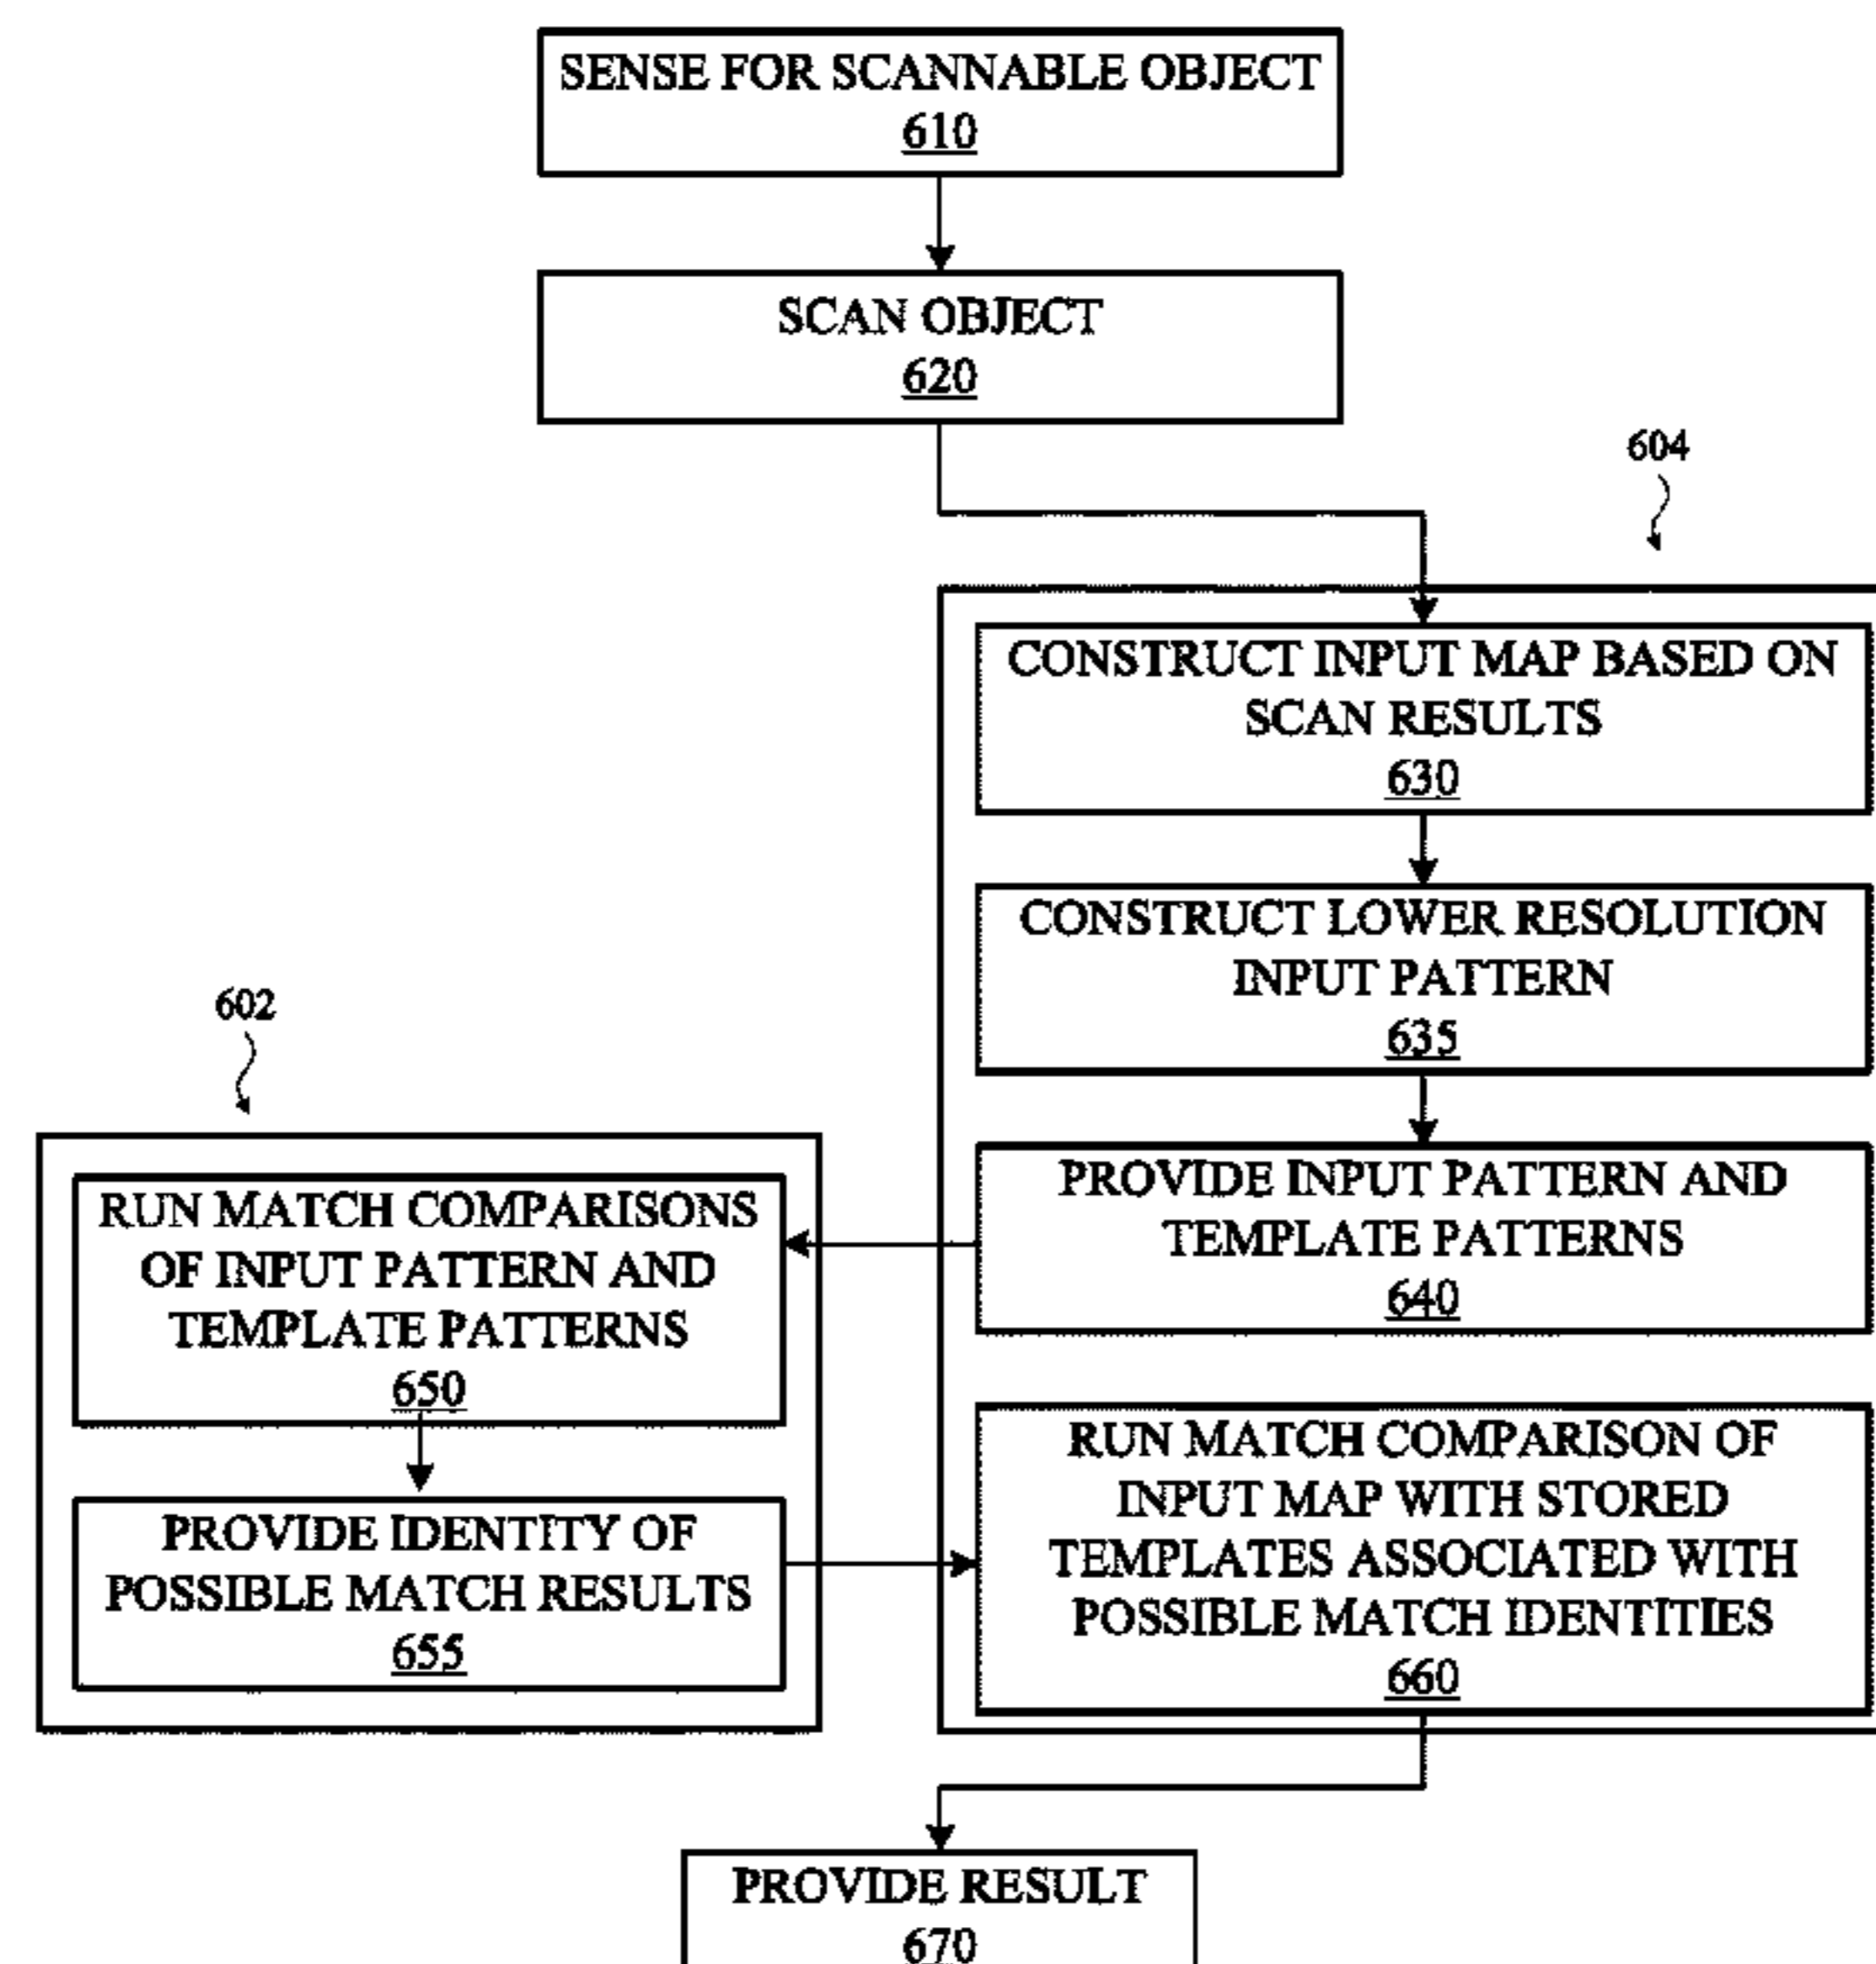 SENSE FOR SCANNABLE OBJECT
610
SCAN OBJECT
620
604
CONSTRUCT INPUT MAP BASED ON
SCAN RESULTS
630
CONSTRUCT LOWER RESOLUTION
INPUT PATTERN
635
602
PROVIDE INPUT PATTERN AND
TEMPLATE PATTERNS
640
RUN MATCH COMPARISONS
OF INPUT PATTERN AND
TEMPLATE PATTERNS
650
PROVIDE IDENTITY OF
POSSIBLE MATCH RESULTS
655
RUN MATCH COMPARISON OF
INPUT MAP WITH STORED
TEMPLATES ASSOCIATED WITH
POSSIBLE MATCH IDENTITIES
660
PROVIDE RESULT
670